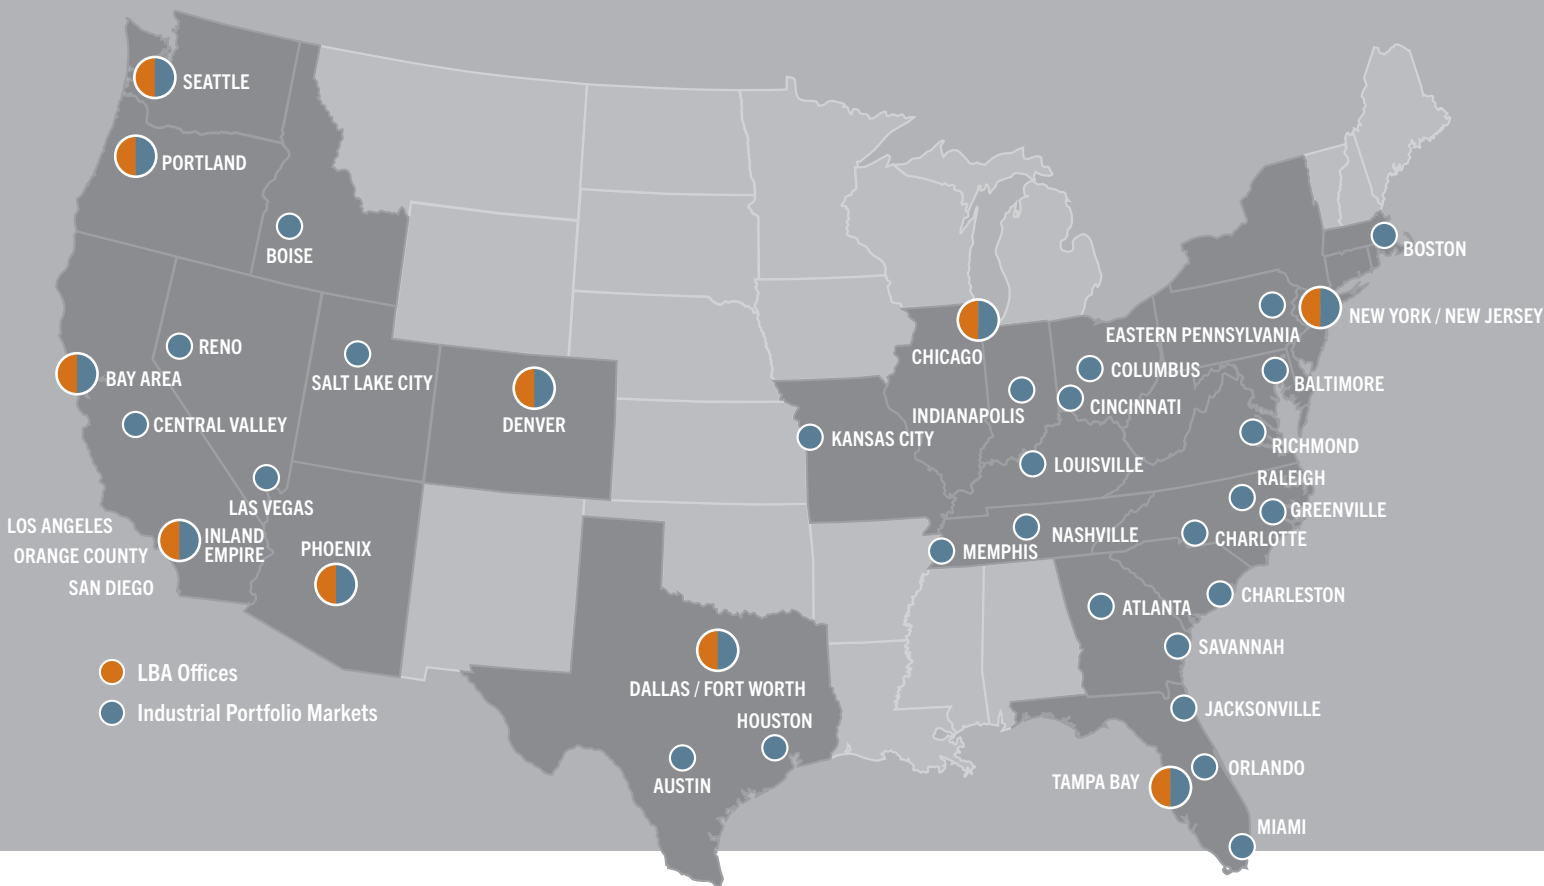 SEATTLE
PORTLAND
BOISE
BOSTON
NEW YORK / NEW JERSEY
EASTERN PENNSYLVANIA
RENO
CHICAGO
BAY AREA
SALT LAKE CITY
COLUMBUS
BALTIMORE
CENTRAL VALLEY
DENVER
INDIANAPOLIS
CINCINNATI
KANSAS CITY
RICHMOND
LOUISVILLE
RALEIGH
LAS VEGAS
GREENVILLE
LOS ANGELES
INLAND
EMPIRE
ORANGE COUNTY
SAN DIEGO
PHOENIX
NASHVILLE
CHARLOTTE
MEMPHIS
CHARLESTON
ATLANTA
SAVANNAH
LBA Offices
Industrial Portfolio Markets
DALLAS / FORT WORTH
HOUSTON
JACKSONVILLE
AUSTIN
TAMPA BAY
ORLANDO
MIAMI